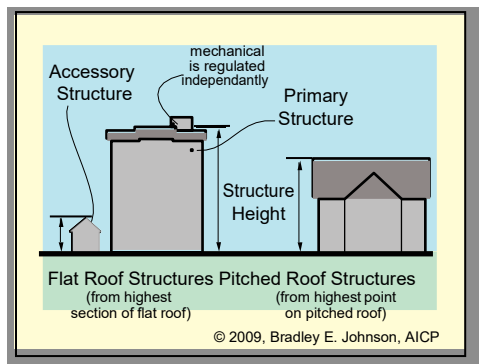 mechanical
is regulated
independantly
Accessory
Structure
Primary
Structure
Structure
Height
Flat Roof Structures
(from highest
section of flat roof)
Pitched Roof Structures
(from highest point
on pitched roof)
© 2009, Bradley E. Johnson, AICP